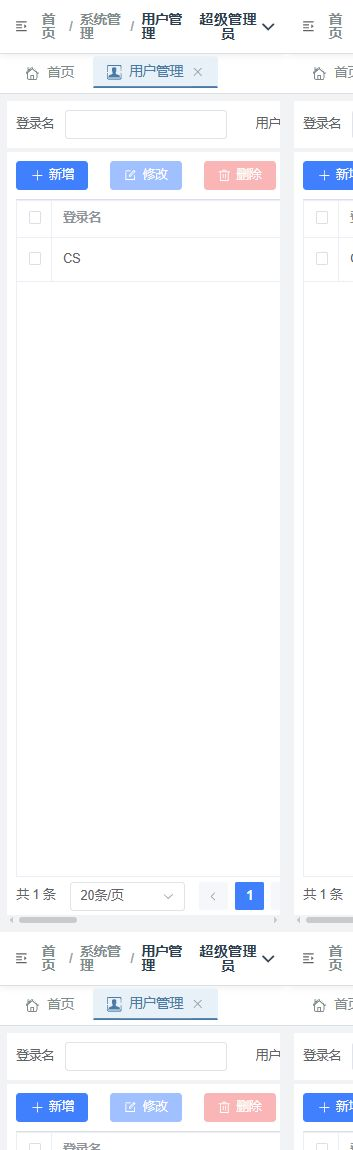 首页 / 系统管理 / 用户管理 超级管理员 首页
首页 用户管理 首页
登录名 用户 登录名
新增 修改 删除 新
登录名
CS
共 1 条 20条/页 1 共 1 条
首页 / 系统管理 / 用户管理 超级管理员 首页
首页 用户管理 首页
登录名 用户 登录名
新增 修改 删除 新
登录名